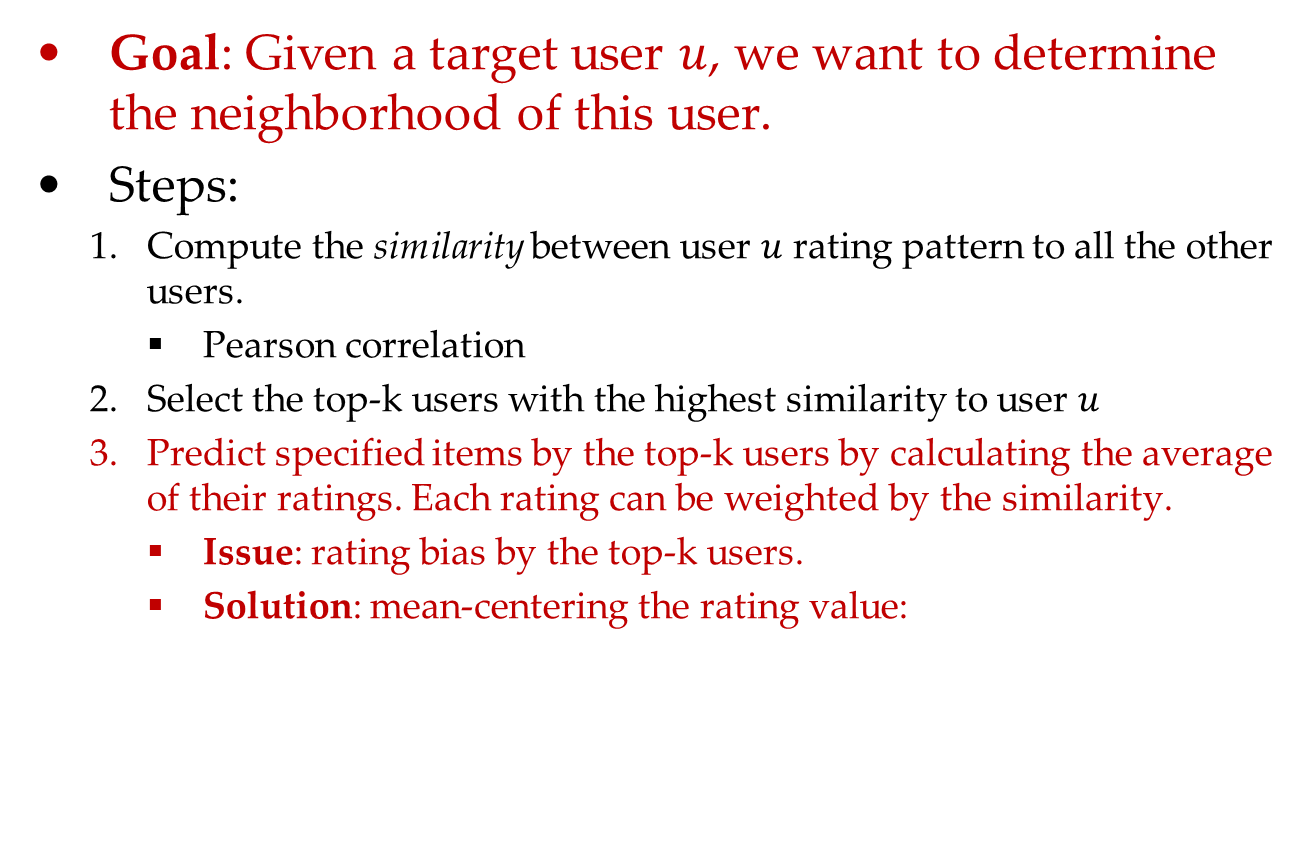 • Goal: Given a target user u, we want to determine
the neighborhood of this user.
• Steps:
1. Compute the similarity between user u rating pattern to all the other
users.
▪ Pearson correlation
2. Select the top-k users with the highest similarity to user u
3. Predict specified items by the top-k users by calculating the average
of their ratings. Each rating can be weighted by the similarity.
▪ Issue: rating bias by the top-k users.
▪ Solution: mean-centering the rating value: